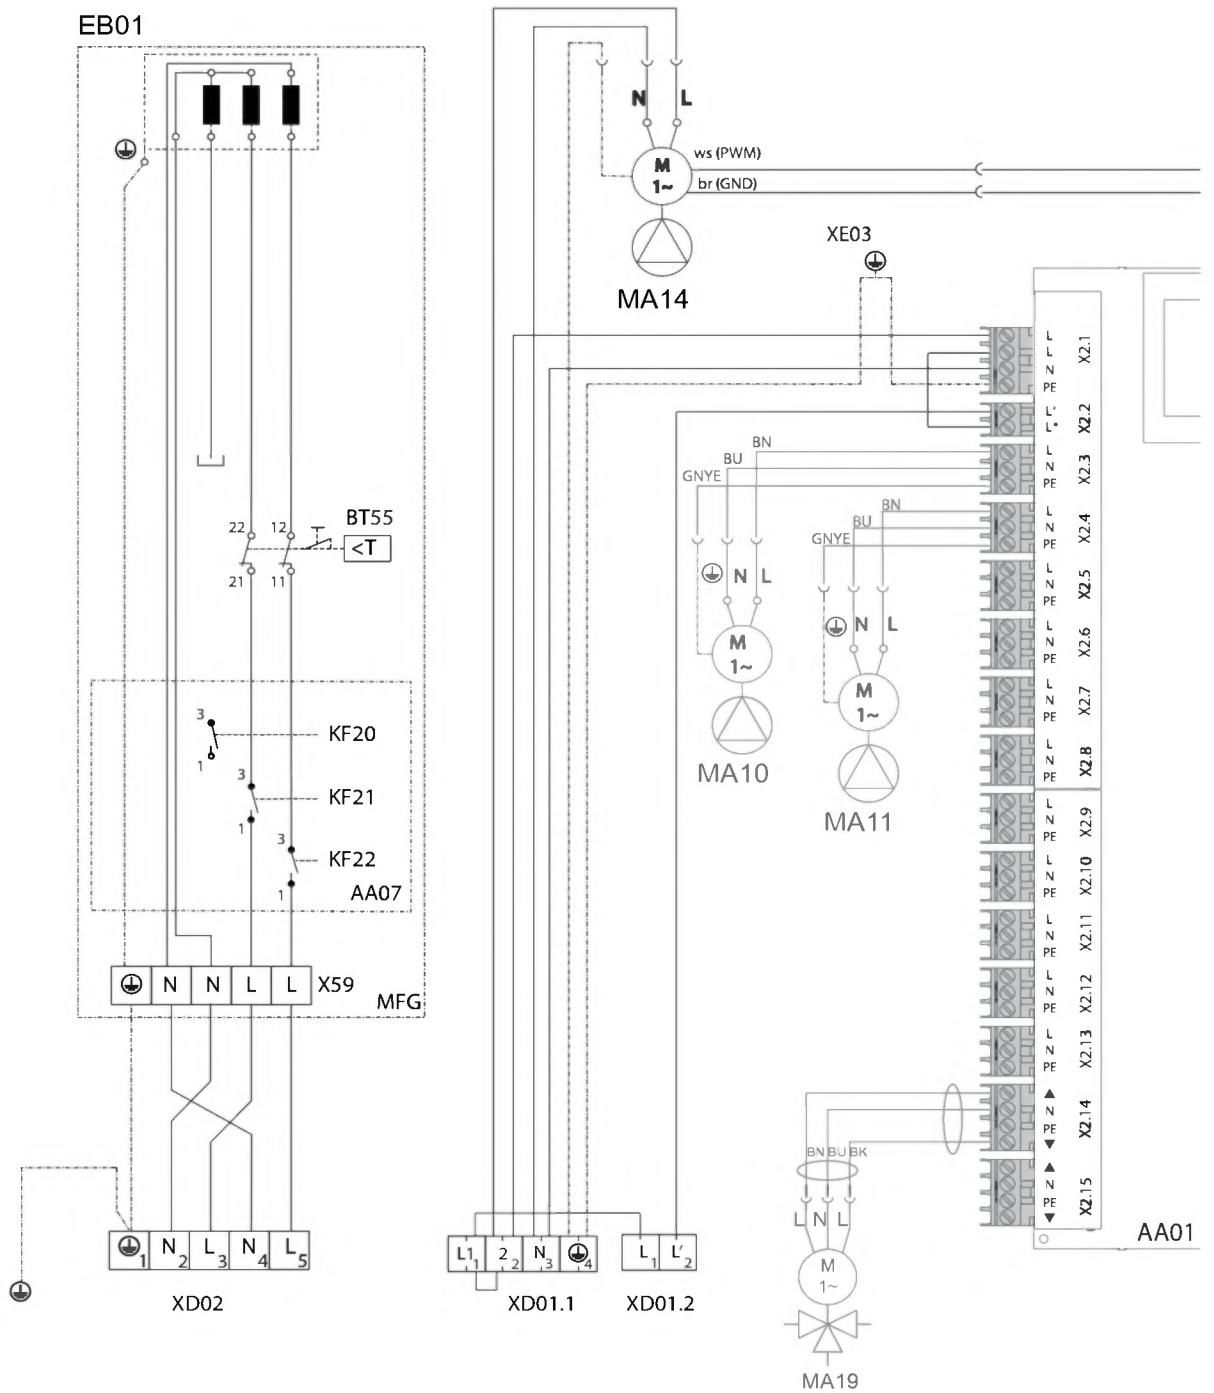 EB01
N L
ws (PWM)
br (GND)
M
1~
MA14
XE03
L
L
N
PE
X2.1
L'
L"
X2.2
L
N
PE
X2.3
BN
BU
GNYE
L
N
PE
X2.4
BN
BU
GNYE
L
N
PE
X2.5
L
N
PE
X2.6
L
N
PE
X2.7
L
N
PE
X2.8
L
N
PE
X2.9
L
N
PE
X2.10
L
N
PE
X2.11
L
N
PE
X2.12
L
N
PE
X2.13
▲
N
PE
▼
X2.14
▲
N
PE
▼
X2.15
AA01
22 12 BT55
<T
21 11
N L
M
1~
MA10
N L
M
1~
MA11
3
1
KF20
3
1
KF21
3
1
KF22
AA07
N N L L X59
MFG
1 N2 L3 N4 L5
XD02
L1 1 2 2 N3 4
XD01.1
L1 L'2
XD01.2
BN BU BK
L N L
M
1~
MA19